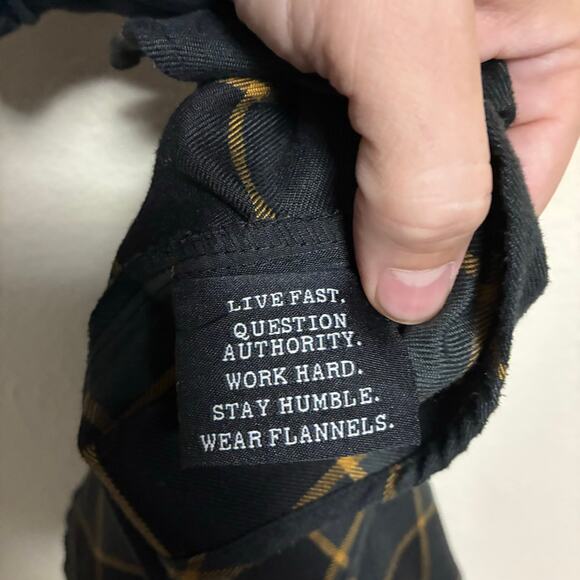 LIVE FAST.
QUESTION
AUTHORITY.
WORK HARD.
STAY HUMBLE.
WEAR FLANNELS.